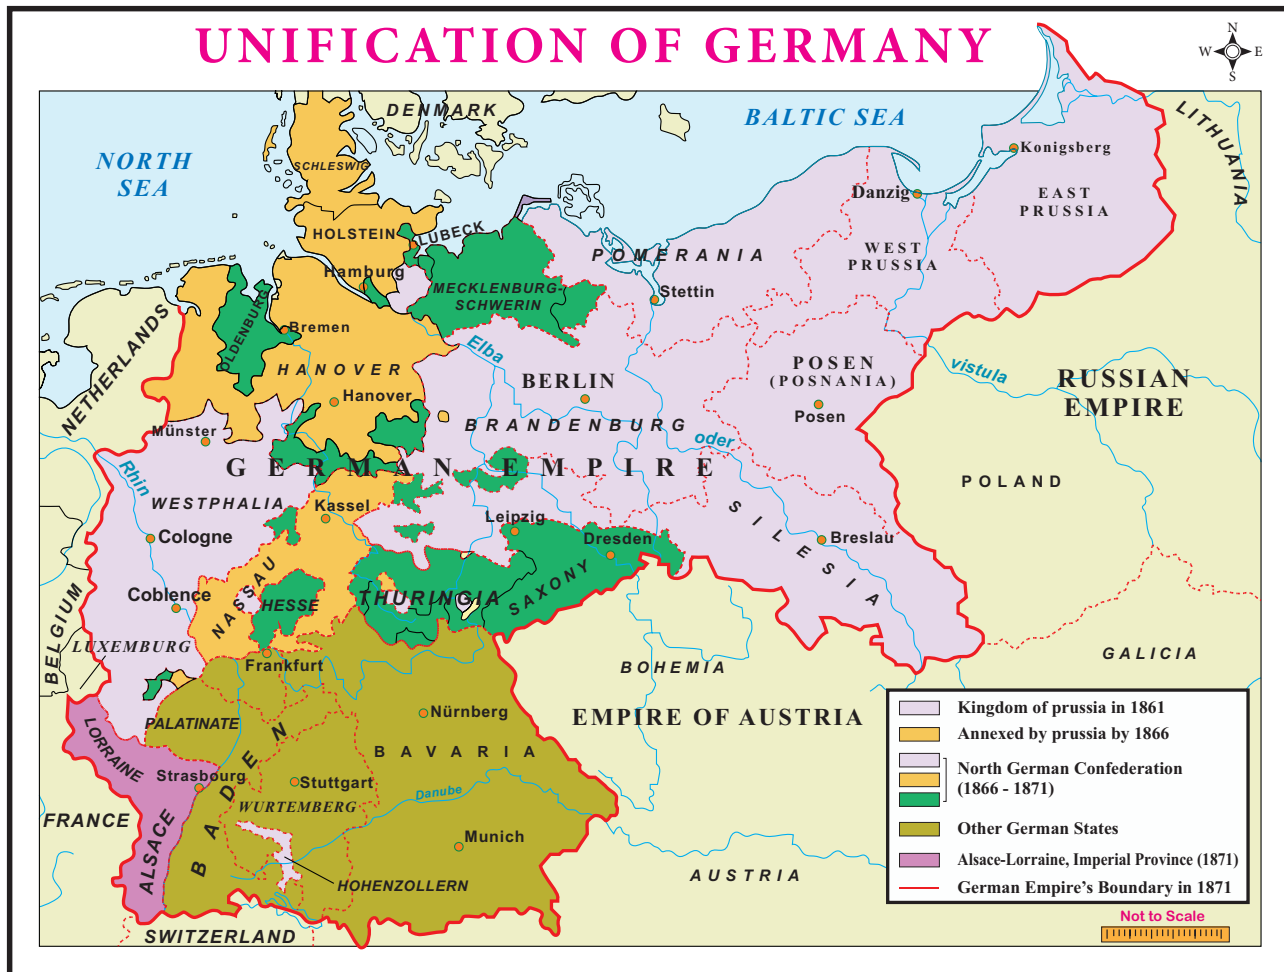 UNIFICATION OF GERMANY
N
W
E
S
DENMARK
BALTIC SEA
LITHUANIA
NORTH
SEA
SCHLESWIG
Konigsberg
Danzig
EAST
PRUSSIA
HOLSTEIN
LUBECK
POMERANIA
WEST
PRUSSIA
Hamburg
MECKLENBURG-
SCHWERIN
Stettin
OLDENBURG
Bremen
NETHERLANDS
Elba
HANOVER
BERLIN
POSEN
(POSNANIA)
vistula
RUSSIAN
EMPIRE
Hanover
Posen
Münster
BRANDENBURG
oder
GERMAN EMPIRE
Rhin
POLAND
WESTPHALIA
Kassel
Leipzig
SILESIA
Cologne
Dresden
Breslau
Coblence
NASSAU
HESSE
THURINGIA
SAXONY
BELGIUM
LUXEMBURG
Frankfurt
BOHEMIA
GALICIA
LORRAINE
PALATINATE
Nürnberg
EMPIRE OF AUSTRIA
BADEN
BAVARIA
Strasbourg
Stuttgart
WURTEMBERG
Danube
FRANCE
ALSACE
Munich
AUSTRIA
HOHENZOLLERN
SWITZERLAND
Kingdom of prussia in 1861
Annexed by prussia by 1866
North German Confederation
(1866 - 1871)
Other German States
Alsace-Lorraine, Imperial Province (1871)
German Empire's Boundary in 1871
Not to Scale